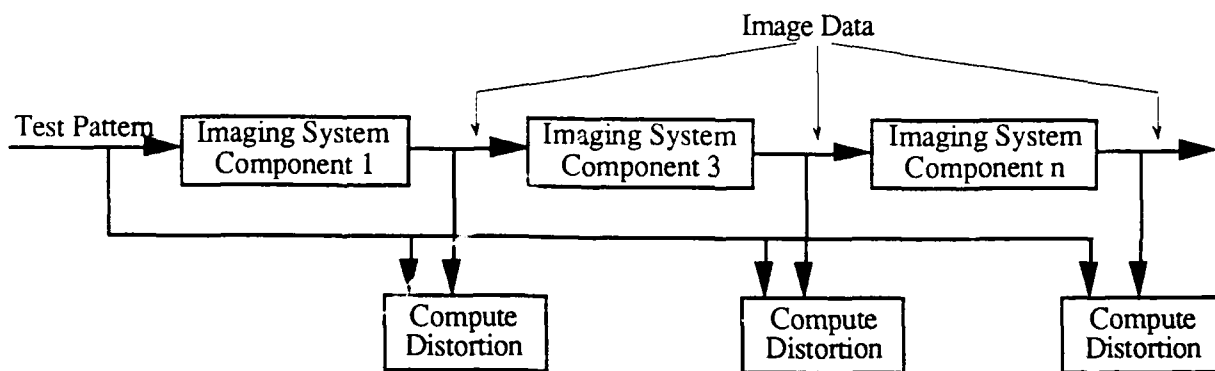 Image Data
Test Pattern
Imaging System
Component 1
Imaging System
Component 3
Imaging System
Component n
Compute
Distortion
Compute
Distortion
Compute
Distortion